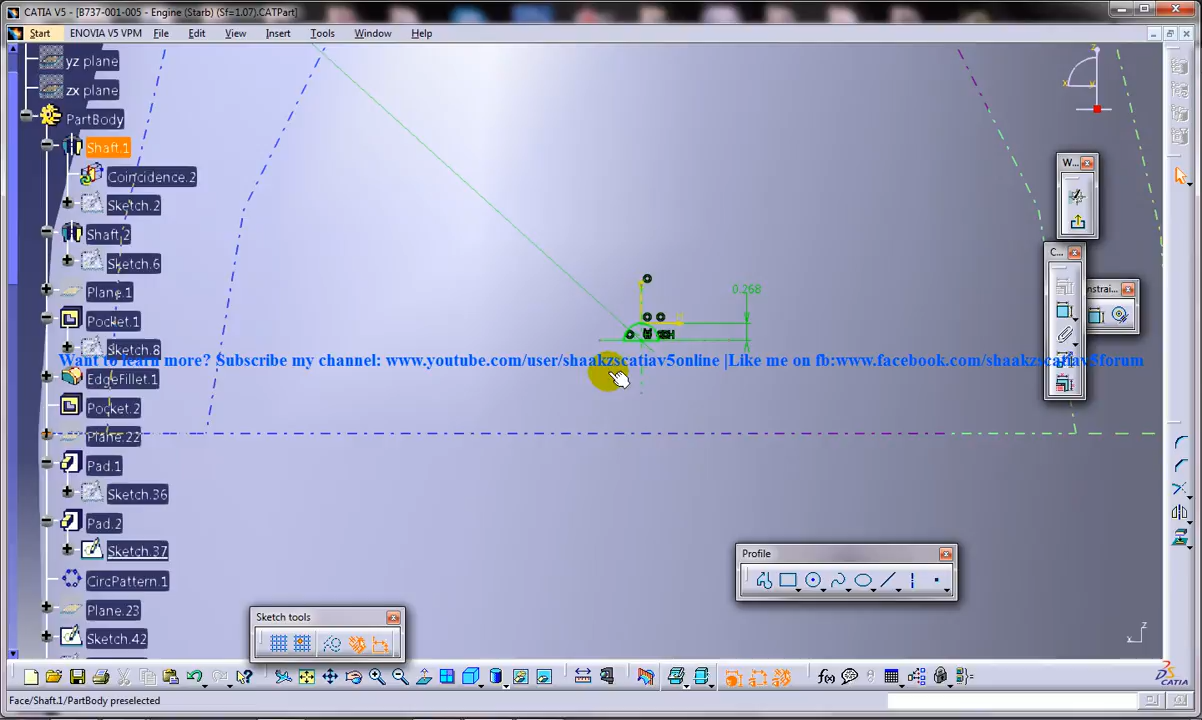 CATIA V5 - [B737-001-005 - Engine (Starb) (Sf=1.07).CATPart]
Start ENOVIA V5 VPM File Edit View Insert Tools Window Help
yz plane
zx plane
PartBody
Shaft.1
Coincidence.2
Sketch.2
Shaft.2
Sketch.6
Plane.1
Pocket.1
Sketch.8
EdgeFillet.1
Pocket.2
Plane.22
Pad.1
Sketch.36
Pad.2
Sketch.37
CircPattern.1
Plane.23
Sketch.42
W...
C...
nstrai...
0.268
Want to learn more? Subscribe my channel: www.youtube.com/user/shaakzscatiav5online |Like me on fb:www.facebook.com/shaakzscatiav5forum
Profile
Sketch tools
Face/Shaft.1/PartBody preselected